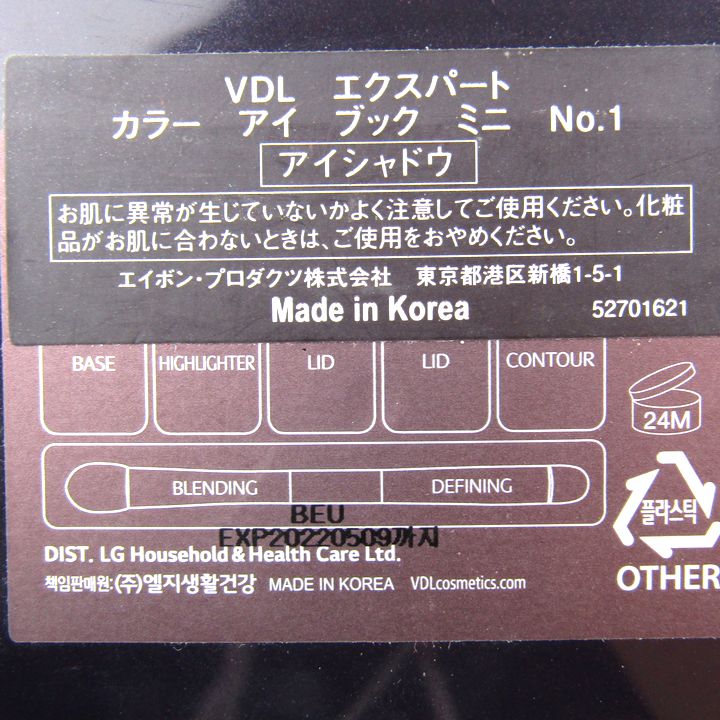 VDL エクスパート
カラー アイ ブック ミニ No.1
アイシャドウ
お肌に異常が生じていないかよく注意してご使用ください。化粧
品がお肌に合わないときは、ご使用をおやめください。
エイボン・プロダクツ株式会社 東京都港区新橋1-5-1
Made in Korea 52701621
BASE HIGHLIGHTER LID LID CONTOUR
24M
BLENDING DEFINING
플라스틱
BEU
EXP20220509까지
DIST. LG Household & Health Care Ltd.
OTHER
책임판매원: (주)엘지생활건강 MADE IN KOREA VDLcosmetics.com